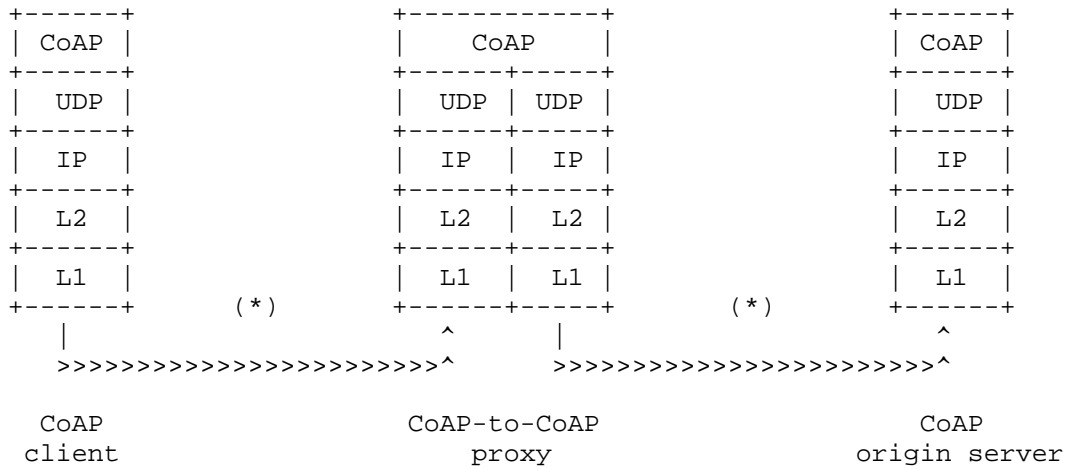 +------+                +-----------+                  +------+
| CoAP |                |    CoAP    |                 | CoAP |
+------+                +------+-----+                 +------+
|  UDP |                |  UDP | UDP |                 |  UDP |
+------+                +------+-----+                 +------+
|  IP  |                |  IP  |  IP |                 |  IP  |
+------+                +------+-----+                 +------+
|  L2  |                |  L2  |  L2 |                 |  L2  |
+------+                +------+-----+                 +------+
|  L1  |                |  L1  |  L1 |                 |  L1  |
+------+     (*)        +------+-----+     (*)         +------+
   |                       ^      |                       ^
   >>>>>>>>>>>>>>>>>>>>>>>>^      >>>>>>>>>>>>>>>>>>>>>>>>^
  CoAP                   CoAP-to-CoAP                    CoAP
 client                     proxy                   origin server